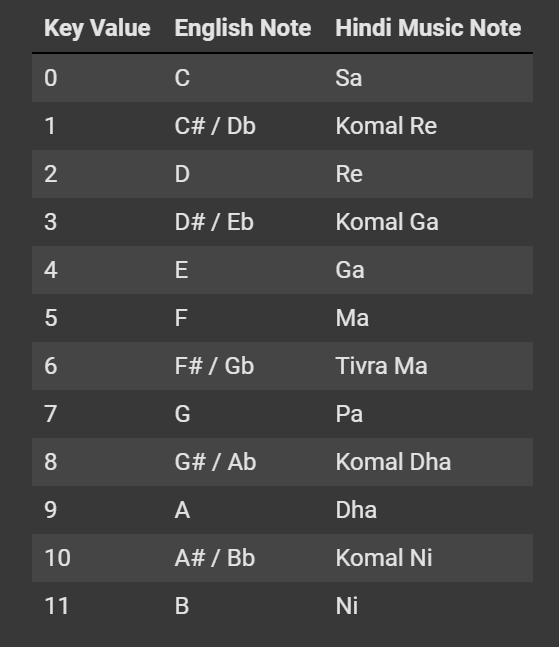 Key Value English Note Hindi Music Note
0 C Sa
1 C# / Db Komal Re
2 D Re
3 D# / Eb Komal Ga
4 E Ga
5 F Ma
6 F# / Gb Tivra Ma
7 G Pa
8 G# / Ab Komal Dha
9 A Dha
10 A# / Bb Komal Ni
11 B Ni